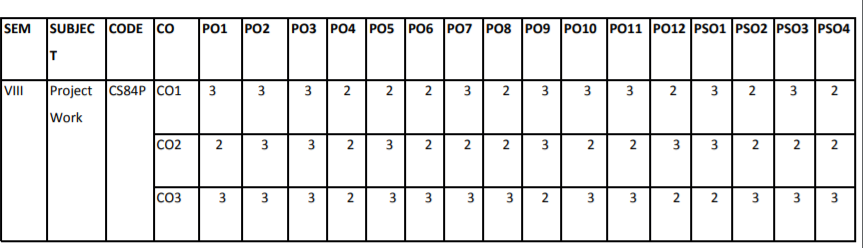 SEM SUBJEC CODE CO PO1 PO2 PO3 PO4 PO5 PO6 PO7 PO8 PO9 PO10 PO11 PO12 PSO1 PSO2 PSO3 PSO4
T
VIII Project CS84P CO1 3 3 3 2 2 2 3 2 3 3 3 2 3 2 3 2
Work
CO2 2 3 3 2 3 2 2 2 3 2 2 3 3 2 2 2
CO3 3 3 3 2 3 3 3 3 2 3 3 2 2 3 3 3